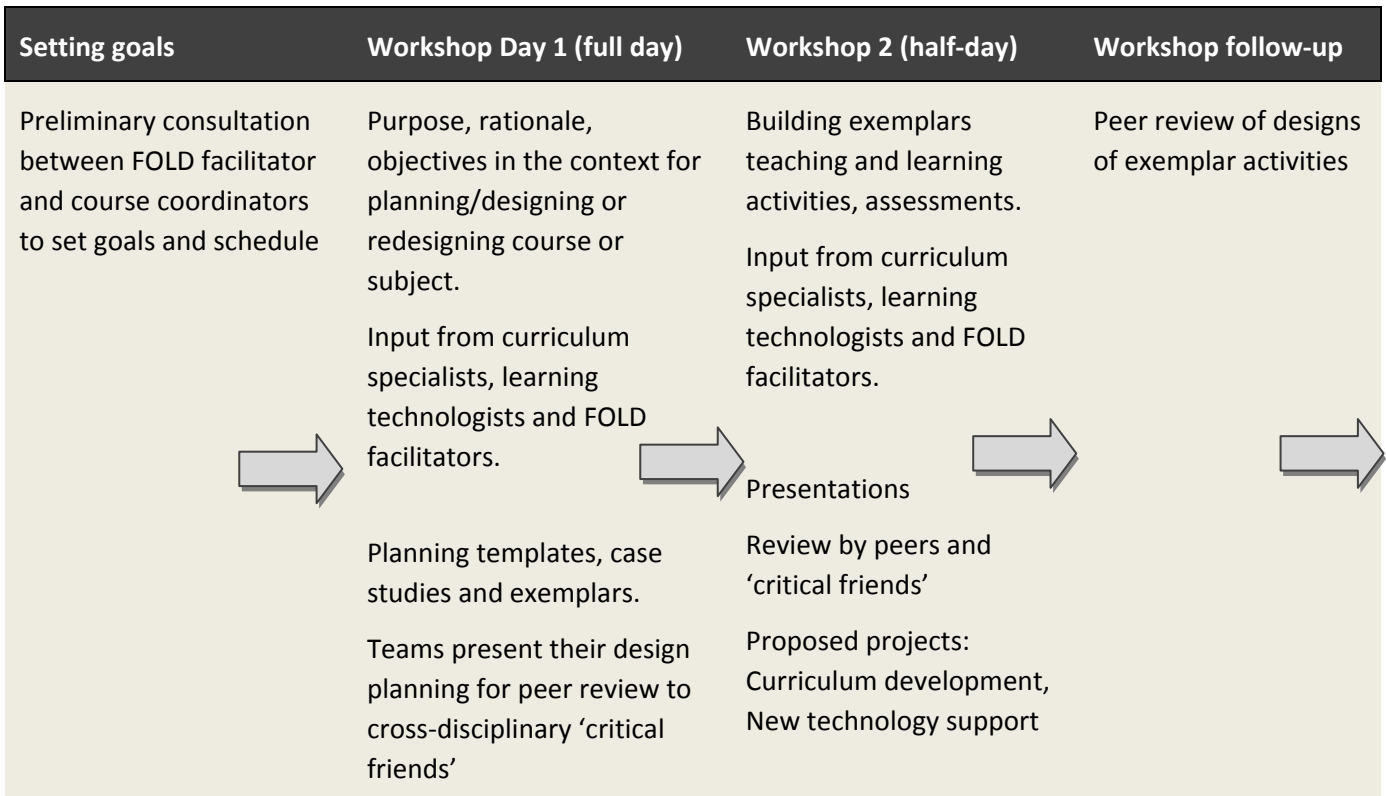 Setting goals
Preliminary consultation
between FOLD facilitator
and course coordinators
to set goals and schedule
Workshop Day 1 (full day)
Purpose, rationale,
objectives in the context for
planning/designing or
redesigning course or
subject.
Input from curriculum
specialists, learning
technologists and FOLD
facilitators.
Planning templates, case
studies and exemplars.
Teams present their design
planning for peer review to
cross-disciplinary ‘critical
friends’
Workshop 2 (half-day)
Building exemplars
teaching and learning
activities, assessments.
Input from curriculum
specialists, learning
technologists and FOLD
facilitators.
Presentations
Review by peers and
‘critical friends’
Proposed projects:
Curriculum development,
New technology support
Workshop follow-up
Peer review of designs
of exemplar activities